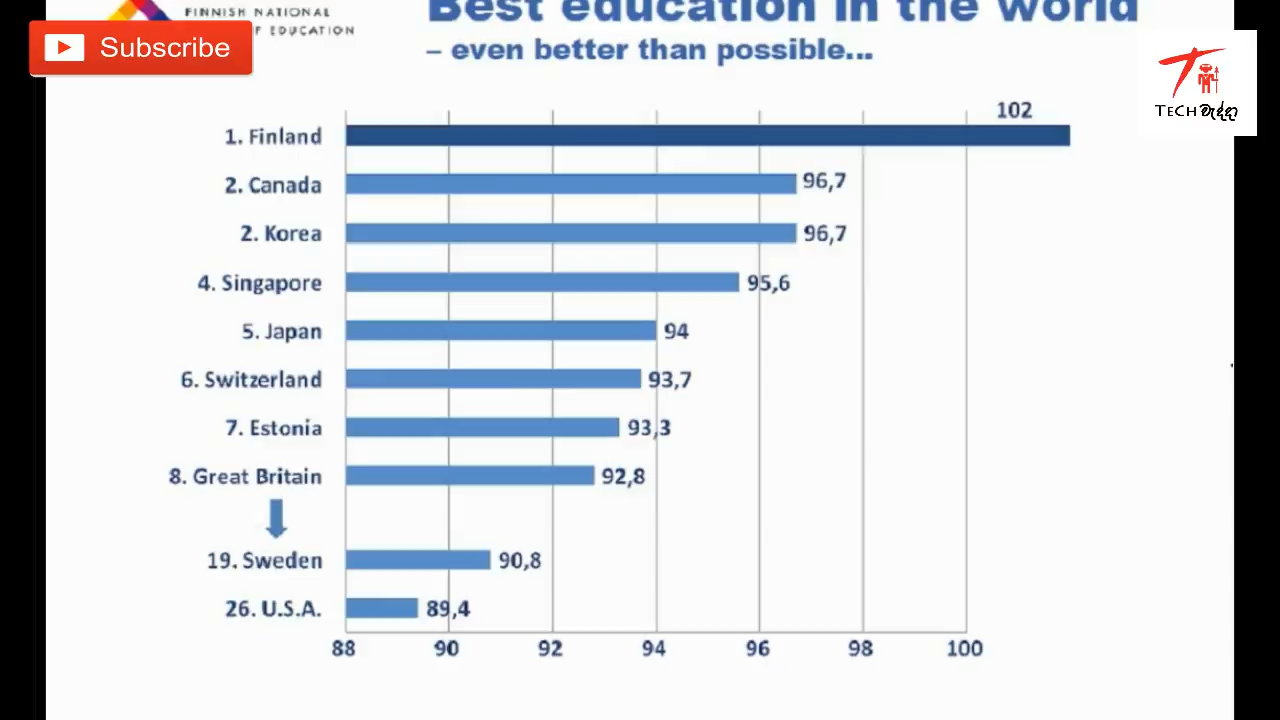 FINNISH NATIONAL
OF EDUCATION
Subscribe
Best education in the world
– even better than possible...
TECH
102
1. Finland
2. Canada 96,7
2. Korea 96,7
4. Singapore 95,6
5. Japan 94
6. Switzerland 93,7
7. Estonia 93,3
8. Great Britain 92,8
19. Sweden 90,8
26. U.S.A. 89,4
88 90 92 94 96 98 100